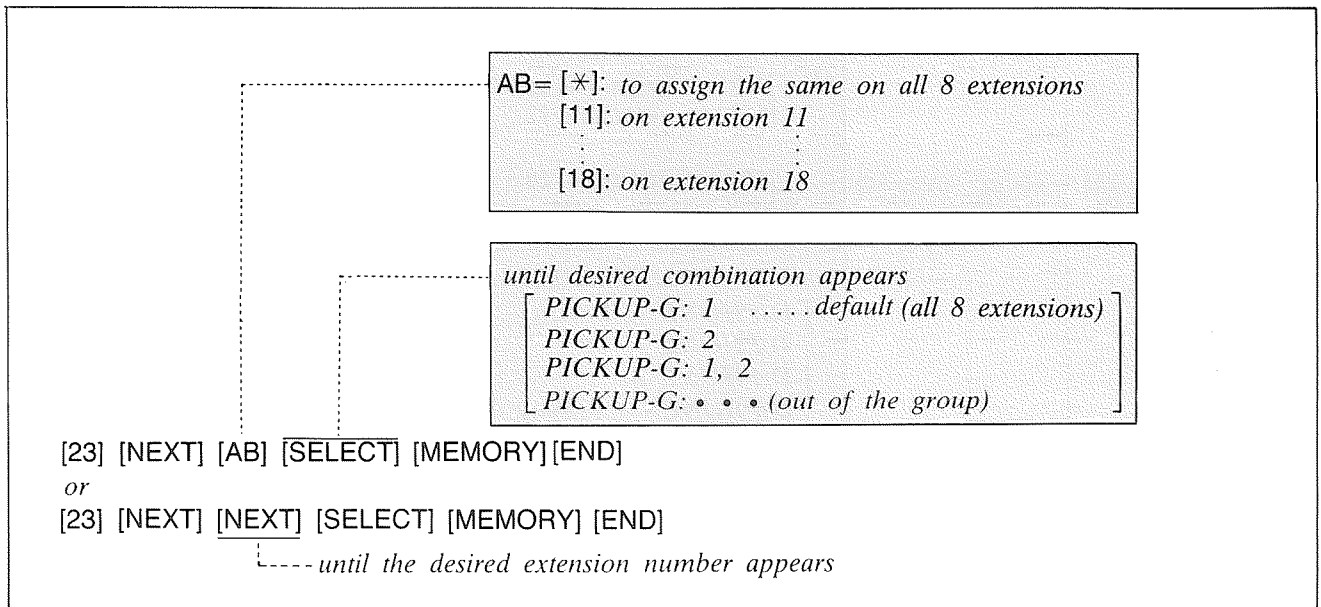 AB= [✳]: to assign the same on all 8 extensions
[11]: on extension 11
[18]: on extension 18
until desired combination appears
PICKUP-G: 1 .....default (all 8 extensions)
PICKUP-G: 2
PICKUP-G: 1, 2
PICKUP-G: • • • (out of the group)
[23] [NEXT] [AB] [SELECT] [MEMORY] [END]
or
[23] [NEXT] [NEXT] [SELECT] [MEMORY] [END]
until the desired extension number appears